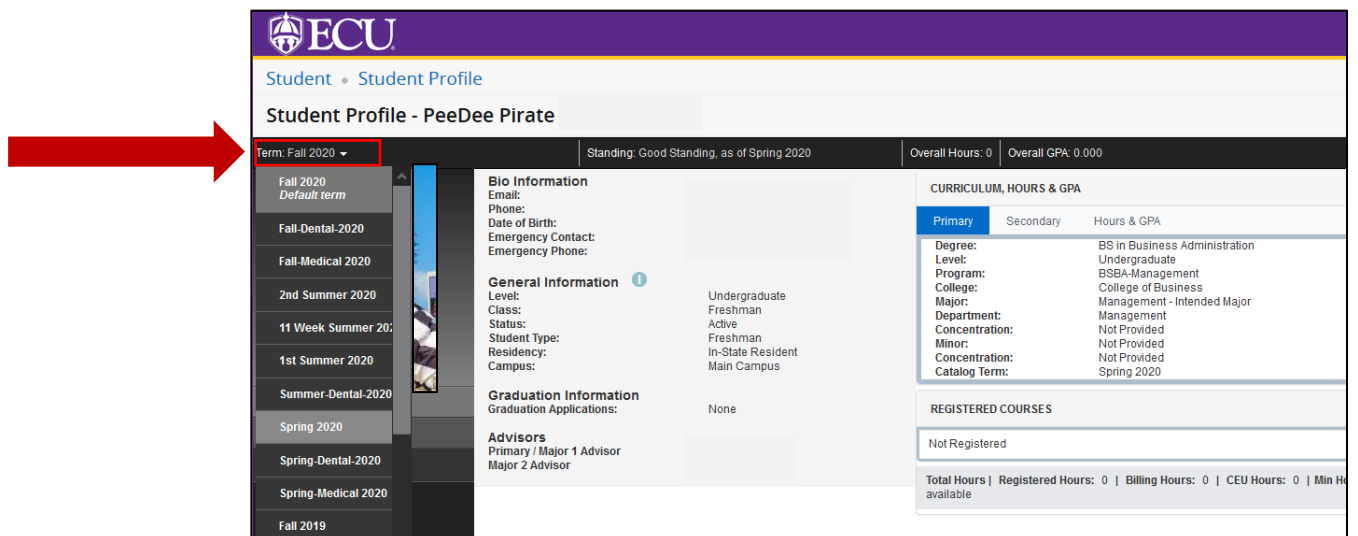 ECU
Student • Student Profile
Student Profile - PeeDee Pirate
Term: Fall 2020
Standing: Good Standing, as of Spring 2020
Overall Hours: 0
Overall GPA: 0.000
Fall 2020
Default term
Fall-Dental-2020
Fall-Medical 2020
2nd Summer 2020
11 Week Summer 202
1st Summer 2020
Summer-Dental-2020
Spring 2020
Spring-Dental-2020
Spring-Medical 2020
Fall 2019
Bio Information
Email:
Phone:
Date of Birth:
Emergency Contact:
Emergency Phone:
General Information
Level: Undergraduate
Class: Freshman
Status: Active
Student Type: Freshman
Residency: In-State Resident
Campus: Main Campus
Graduation Information
Graduation Applications: None
Advisors
Primary / Major 1 Advisor
Major 2 Advisor
CURRICULUM, HOURS & GPA
Primary Secondary Hours & GPA
Degree: BS in Business Administration
Level: Undergraduate
Program: BSBA-Management
College: College of Business
Major: Management - Intended Major
Department: Management
Concentration: Not Provided
Minor: Not Provided
Concentration: Not Provided
Catalog Term: Spring 2020
REGISTERED COURSES
Not Registered
Total Hours | Registered Hours: 0 | Billing Hours: 0 | CEU Hours: 0 | Min Ho
available